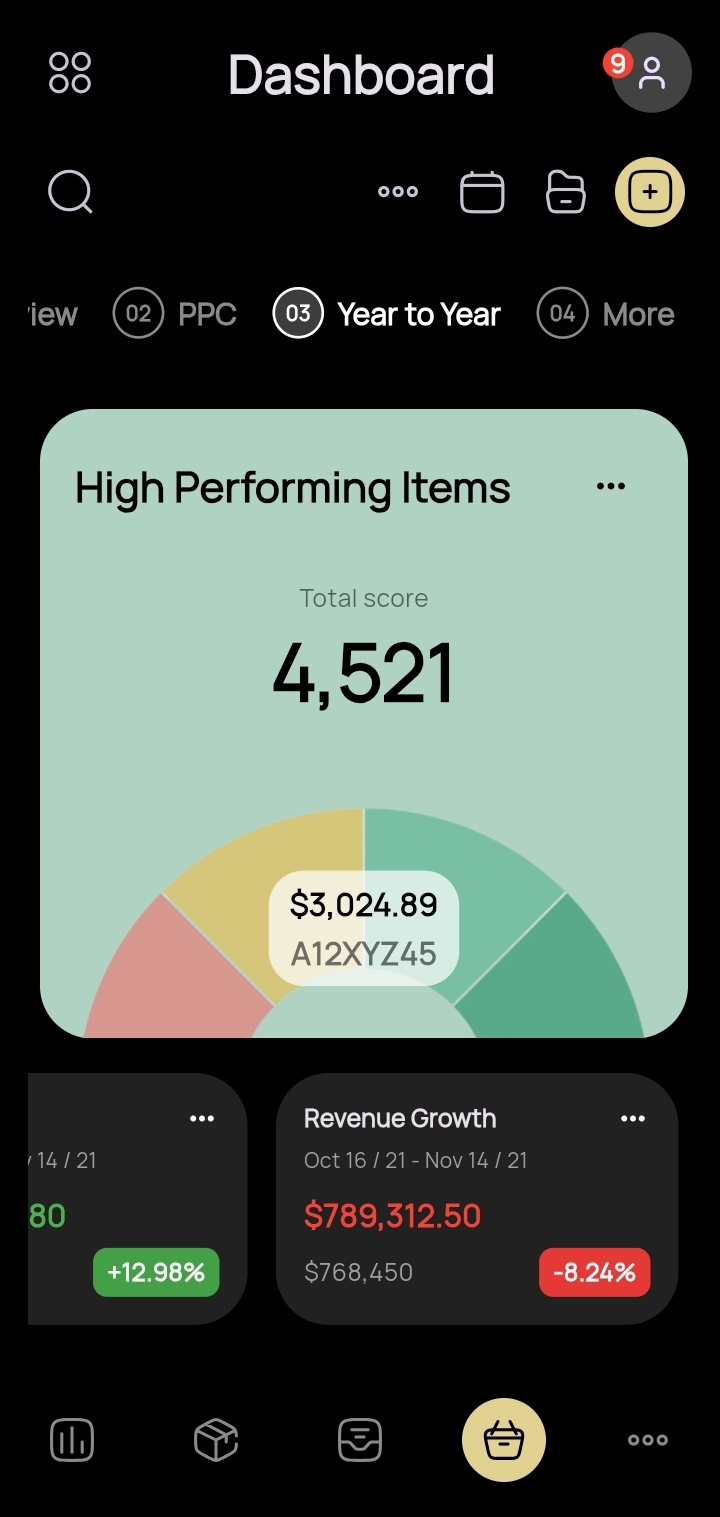 Dashboard
9
02 PPC
03 Year to Year
04 More
High Performing Items
Total score
4,521
$3,024.89
A12XYZ45
14 / 21
80
+12.98%
Revenue Growth
Oct 16 / 21 - Nov 14 / 21
$789,312.50
$768,450
-8.24%